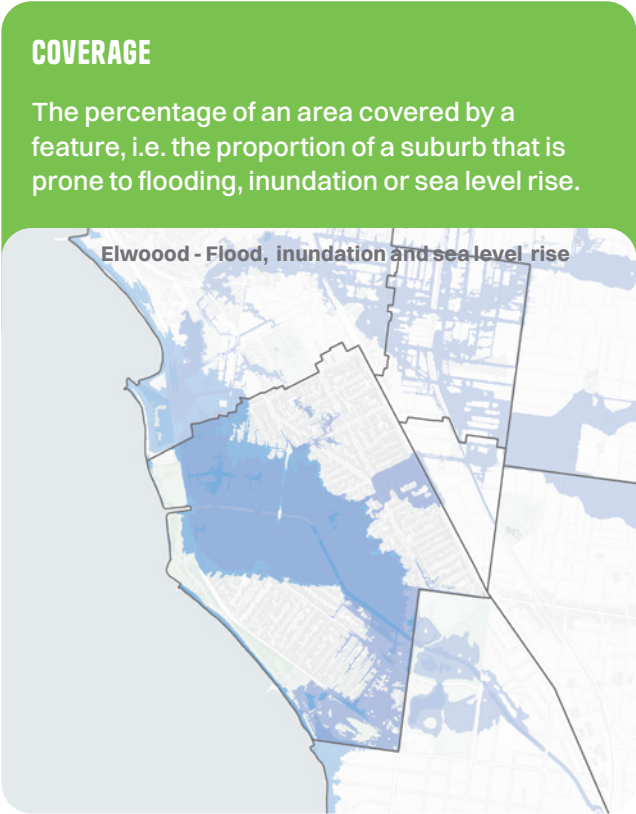 COVERAGE
The percentage of an area covered by a
feature, i.e. the proportion of a suburb that is
prone to flooding, inundation or sea level rise.
Elwoood - Flood, inundation and sea level rise